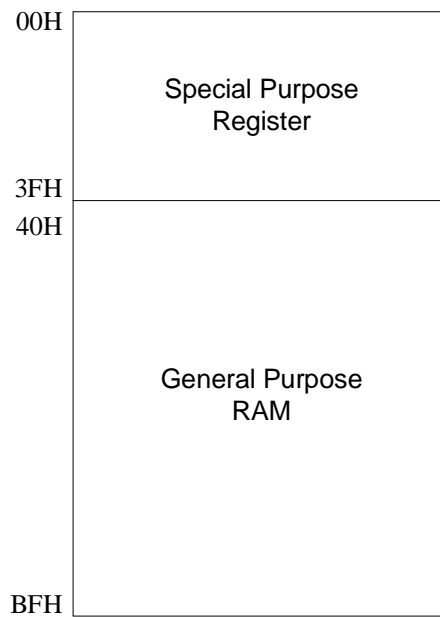 00H
Special Purpose
Register
3FH
40H
General Purpose
RAM
BFH